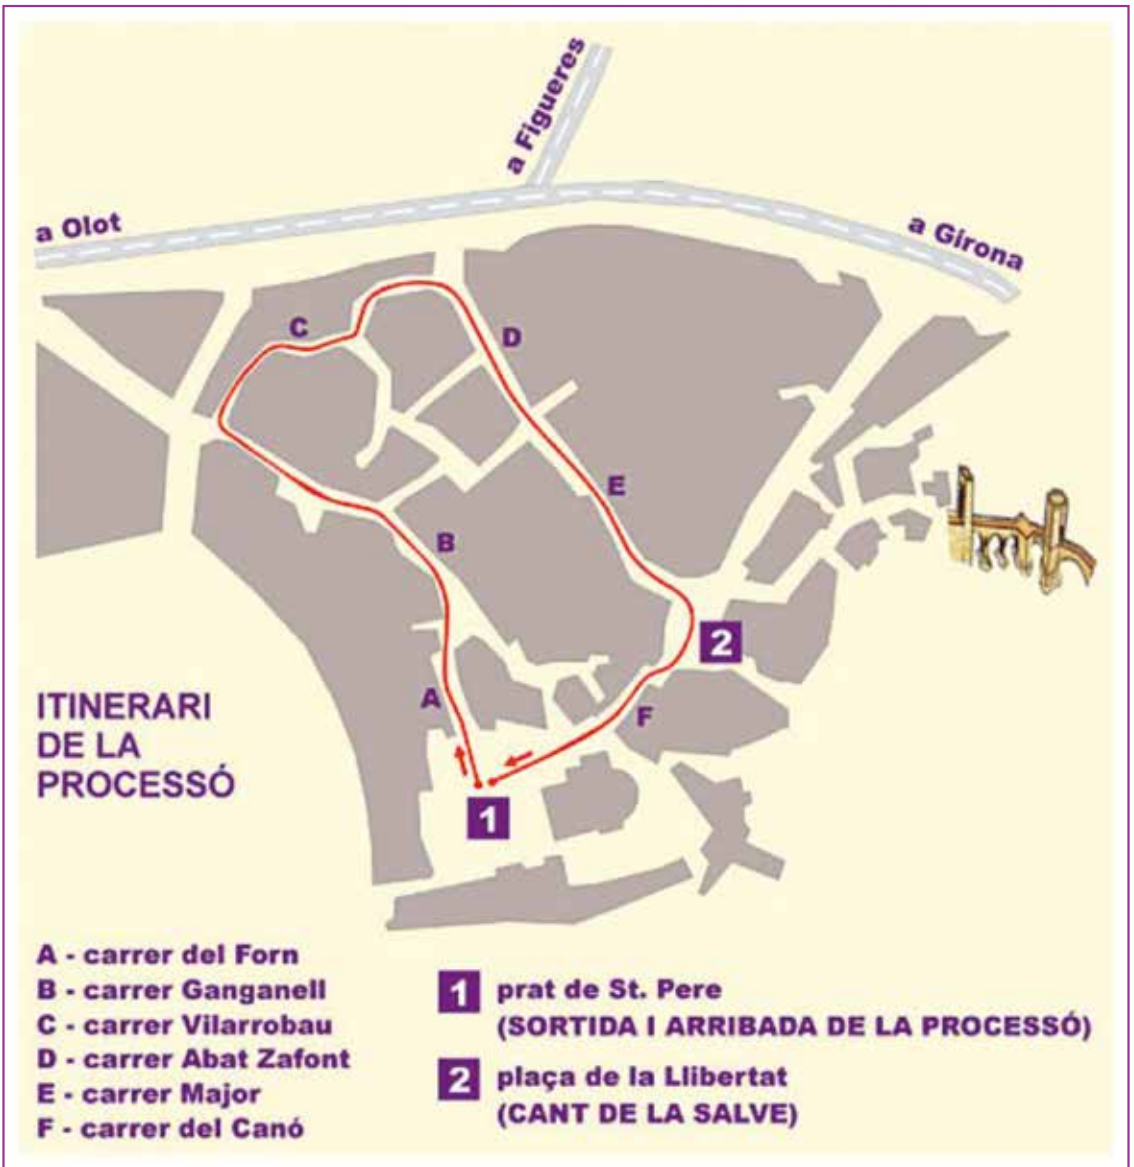 a Figueres
a Olot
a Girona
C
D
E
B
2
A
F
ITINERARI
DE LA
PROCESSÓ
1
A - carrer del Forn
B - carrer Ganganell
C - carrer Vilarrobau
D - carrer Abat Zafont
E - carrer Major
F - carrer del Canó
1 prat de St. Pere
(SORTIDA I ARRIBADA DE LA PROCESSÓ)
2 plaça de la Llibertat
(CANT DE LA SALVE)